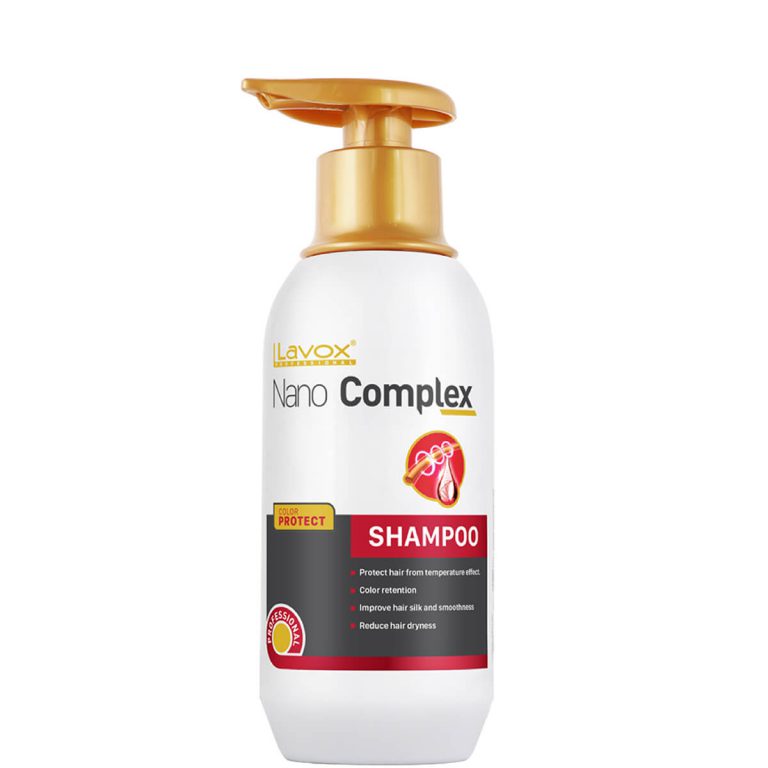 Lavox®
PROFESSIONAL
Nano Complex
COLOR
PROTECT
SHAMPOO
Protect hair from temperature effect.
Color retention
Improve hair silk and smoothness
Reduce hair dryness
PROFESSIONAL